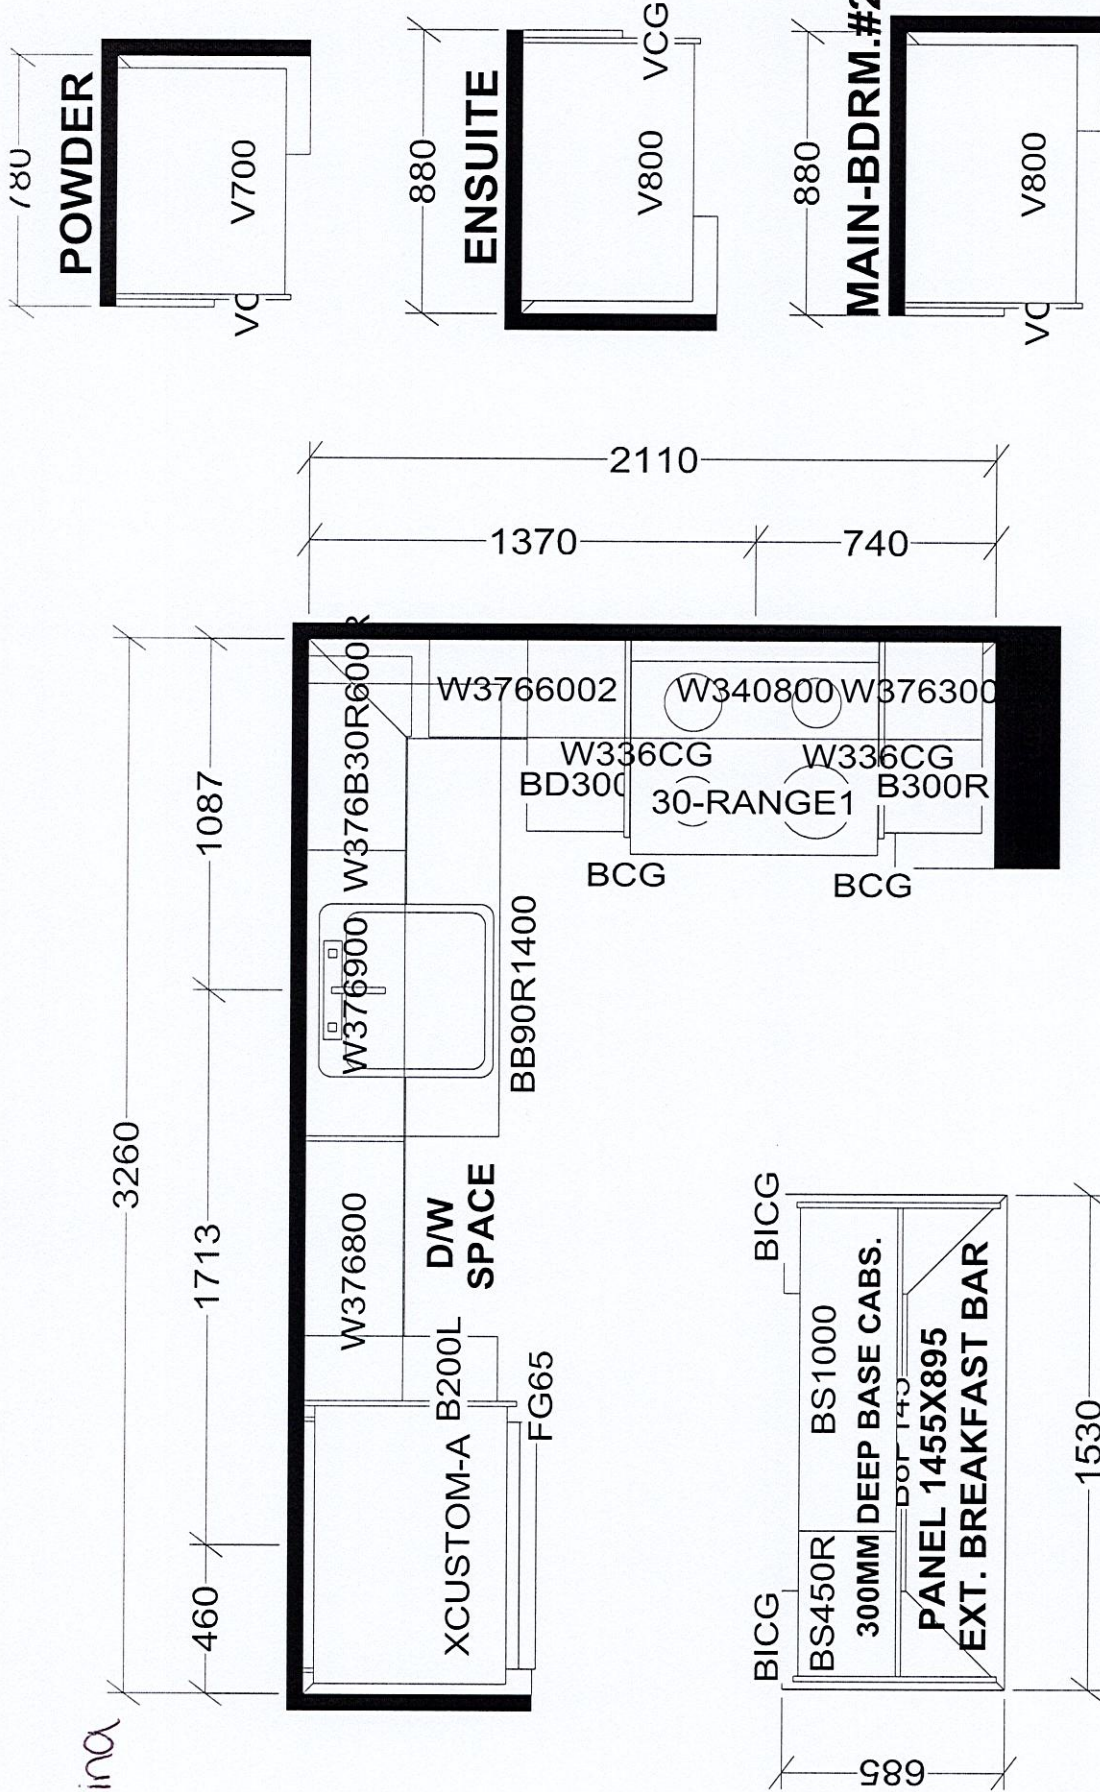 780
POWDER
V700
880
ENSUITE
V800
VCG
880
MAIN-BDRM.#2
V800
2110
1370
740
3260
1087
1713
460
W376B30R600R
W3766002
W340800
W376300
W336CG
W336CG
BD300
30-RANGE1
B300R
BCG
BCG
W376900
BB90R1400
W376800
D/W
SPACE
B200L
XCUSTOM-A
FG65
BICG
BICG
BS1000
BS450R
300MM DEEP BASE CABS.
PANEL 1455X895
EXT. BREAKFAST BAR
1530
685
ina